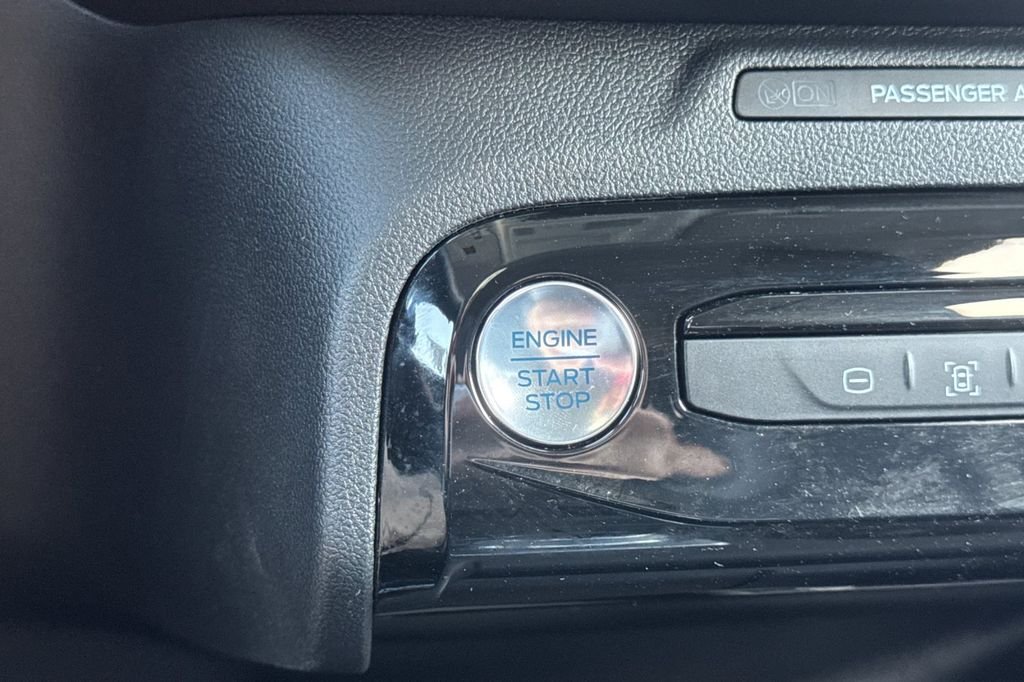 ON PASSENGER A
ENGINE
START
STOP